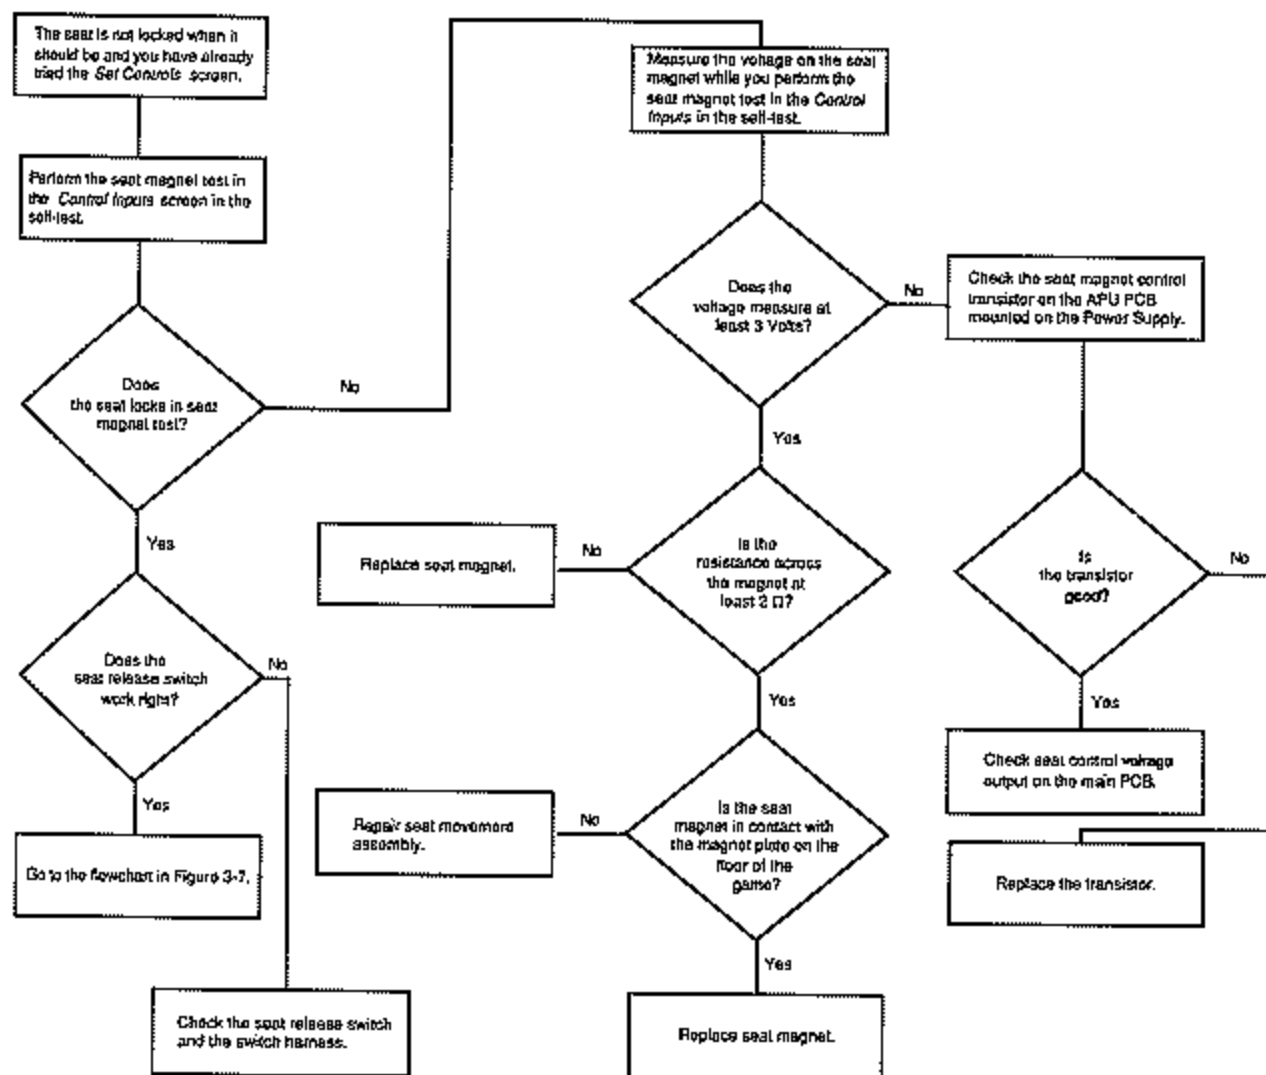 The seat is not locked when it
should be and you have already
tried the Set Controls screen.
Perform the seat magnet test in
the Control Inputs screen in the
self-test.
Does
the seat locks in seat
magnet test?
No
Yes
Does the
seat release switch
work right?
No
Yes
Go to the flowchart in Figure 3-7.
Check the seat release switch
and the switch harness.
Measure the voltage on the seat
magnet while you perform the
seat magnet test in the Control
Inputs in the self-test.
Does the
voltage measure at
least 3 Volts?
No
Yes
Is the
resistance across
the magnet at
least 2 Ω?
No
Replace seat magnet.
Yes
Is the seat
magnet in contact with
the magnet plate on the
floor of the
game?
No
Repair seat movement
assembly.
Yes
Replace seat magnet.
Check the seat magnet control
transistor on the APU PCB
mounted on the Power Supply.
Is
the transistor
good?
No
Yes
Check seat control voltage
output on the main PCB.
Replace the transistor.